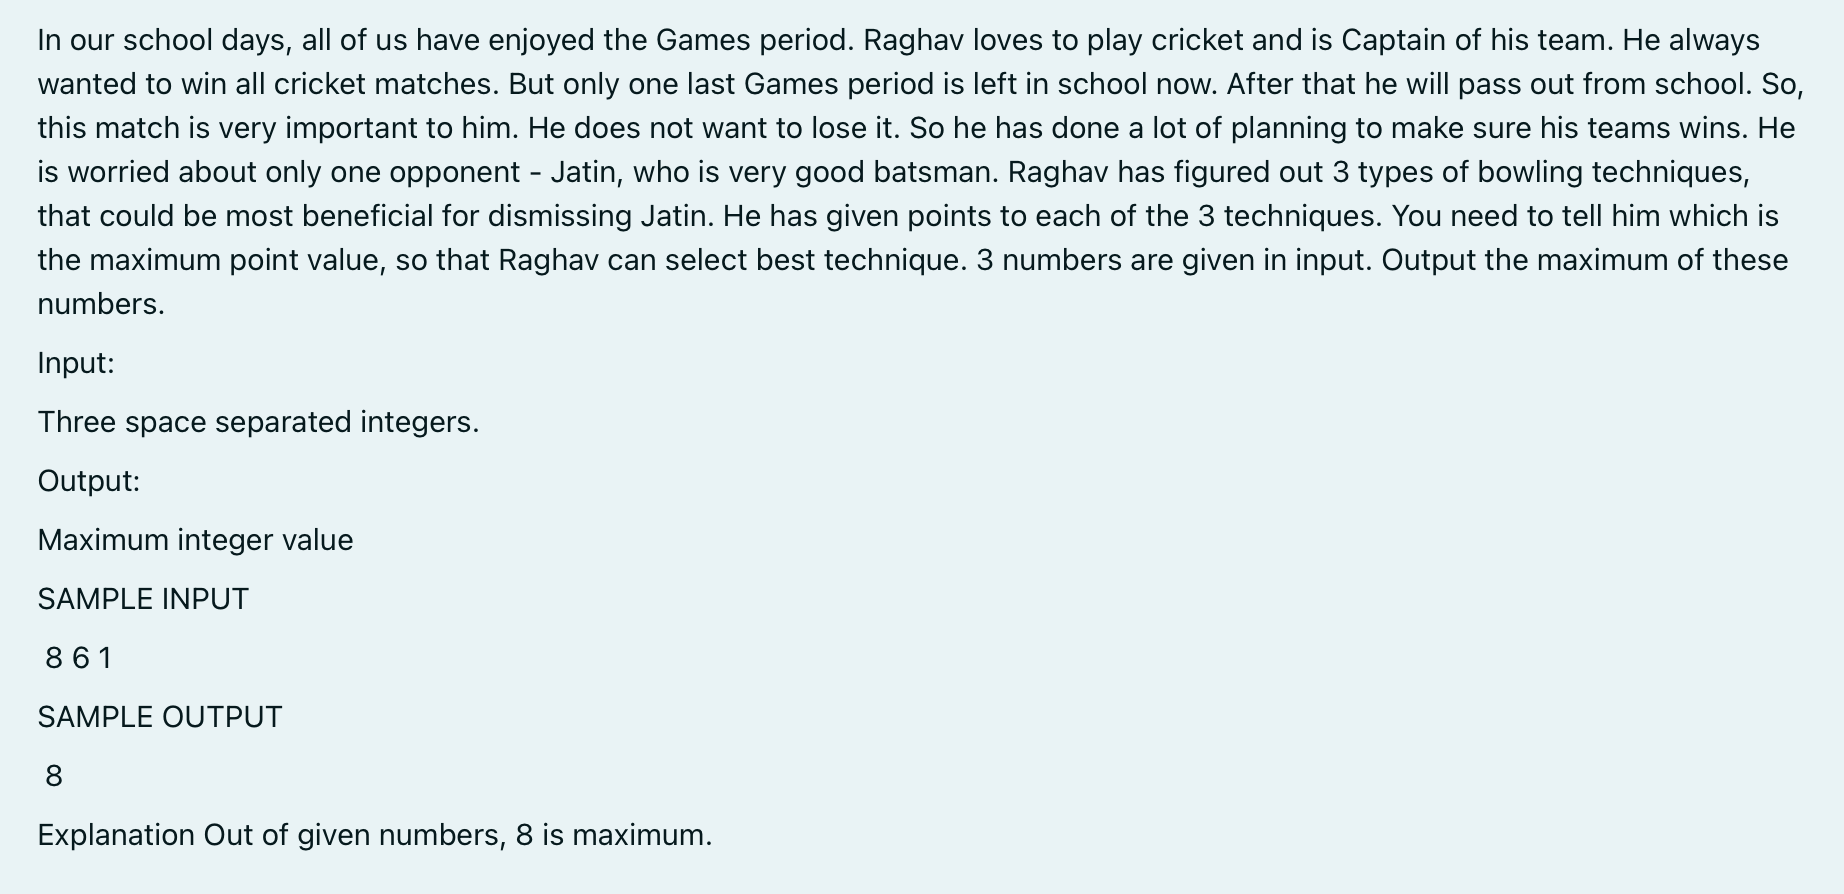 In our school days, all of us have enjoyed the Games period. Raghav loves to play cricket and is Captain of his team. He always
wanted to win all cricket matches. But only one last Games period is left in school now. After that he will pass out from school. So,
this match is very important to him. He does not want to lose it. So he has done a lot of planning to make sure his teams wins. He
is worried about only one opponent - Jatin, who is very good batsman. Raghav has figured out 3 types of bowling techniques,
that could be most beneficial for dismissing Jatin. He has given points to each of the 3 techniques. You need to tell him which is
the maximum point value, so that Raghav can select best technique. 3 numbers are given in input. Output the maximum of these
numbers.
Input:
Three space separated integers.
Output:
Maximum integer value
SAMPLE INPUT
8 6 1
SAMPLE OUTPUT
8
Explanation Out of given numbers, 8 is maximum.